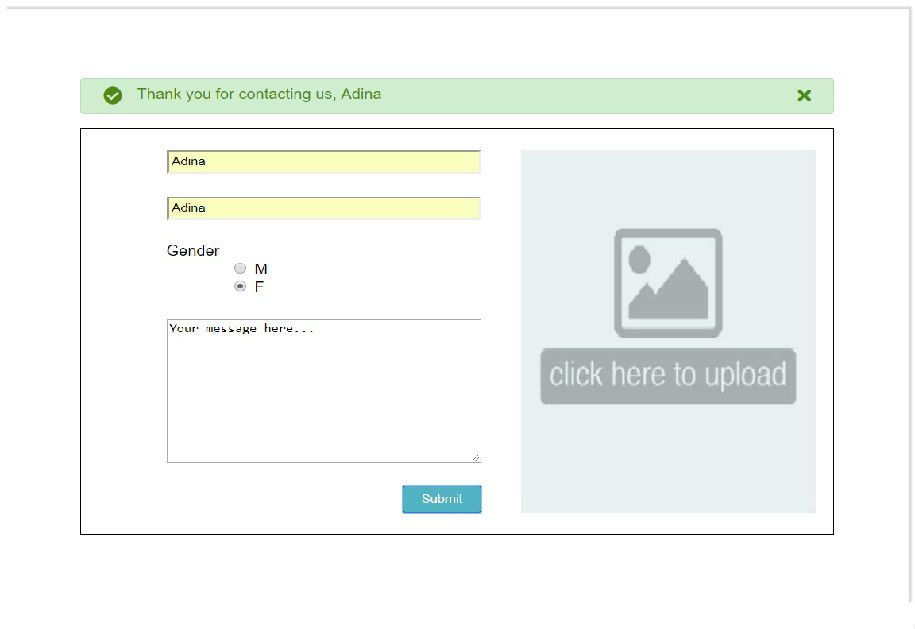 Thank you for contacting us, Adina
Adina
Adina
Gender
M
F
Your message here...
Submit
click here to upload